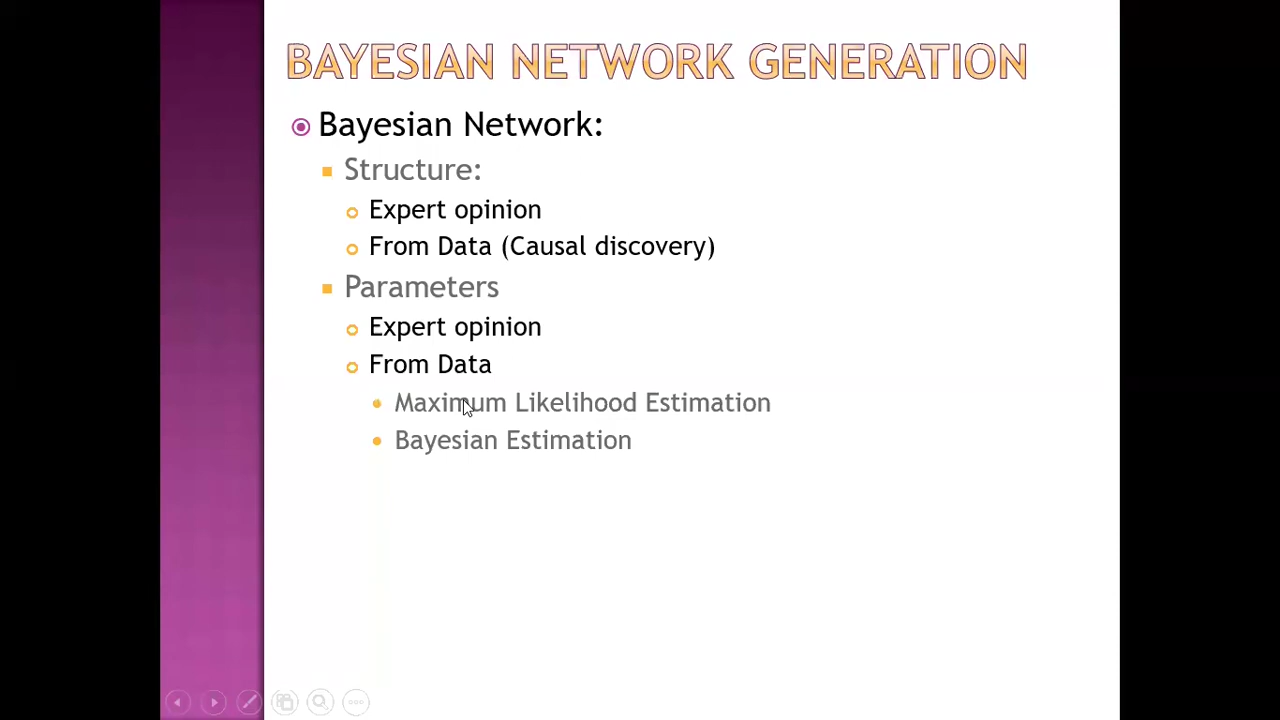 BAYESIAN NETWORK GENERATION
Bayesian Network:
Structure:
Expert opinion
From Data (Causal discovery)
Parameters
Expert opinion
From Data
Maximum Likelihood Estimation
Bayesian Estimation